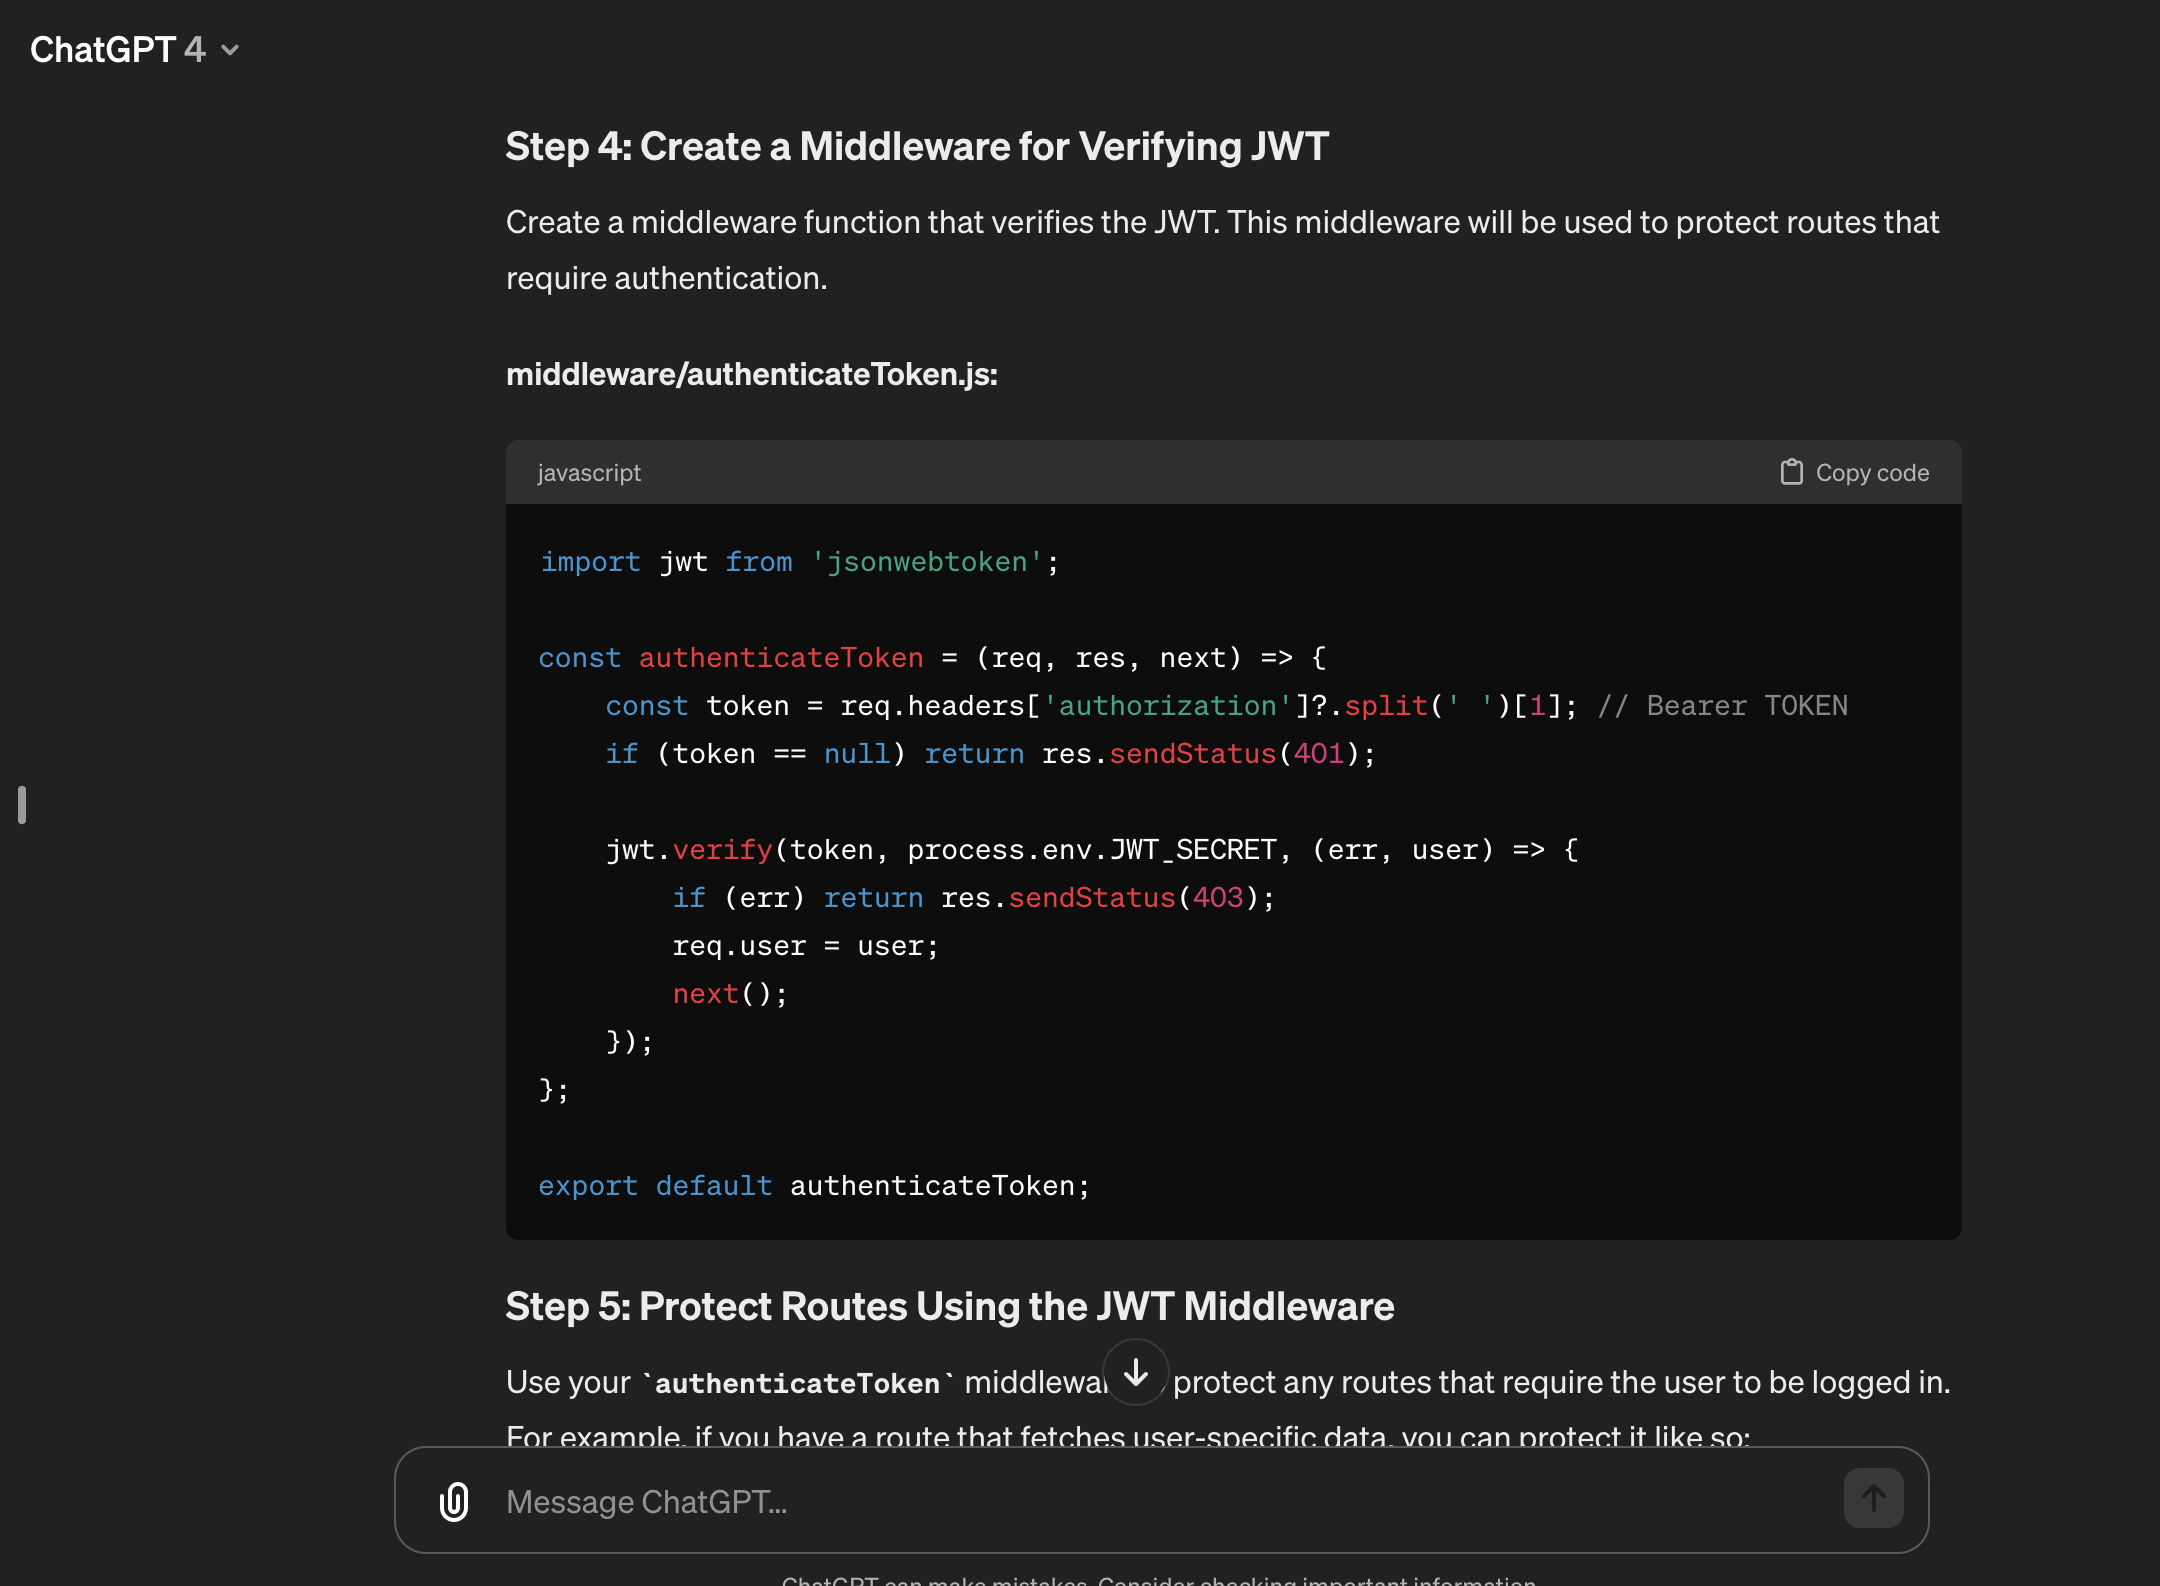 ChatGPT 4
Step 4: Create a Middleware for Verifying JWT
Create a middleware function that verifies the JWT. This middleware will be used to protect routes that
require authentication.
middleware/authenticateToken.js:
javascript
Copy code
import jwt from 'jsonwebtoken';
const authenticateToken = (req, res, next) => {
    const token = req.headers['authorization']?.split(' ')[1]; // Bearer TOKEN
    if (token == null) return res.sendStatus(401);
    jwt.verify(token, process.env.JWT_SECRET, (err, user) => {
        if (err) return res.sendStatus(403);
        req.user = user;
        next();
    });
};
export default authenticateToken;
Step 5: Protect Routes Using the JWT Middleware
Use your `authenticateToken` middlewar protect any routes that require the user to be logged in.
For example, if you have a route that fetches user-specific data, you can protect it like so:
Message ChatGPT...
ChatGPT can make mistakes. Consider checking important information.